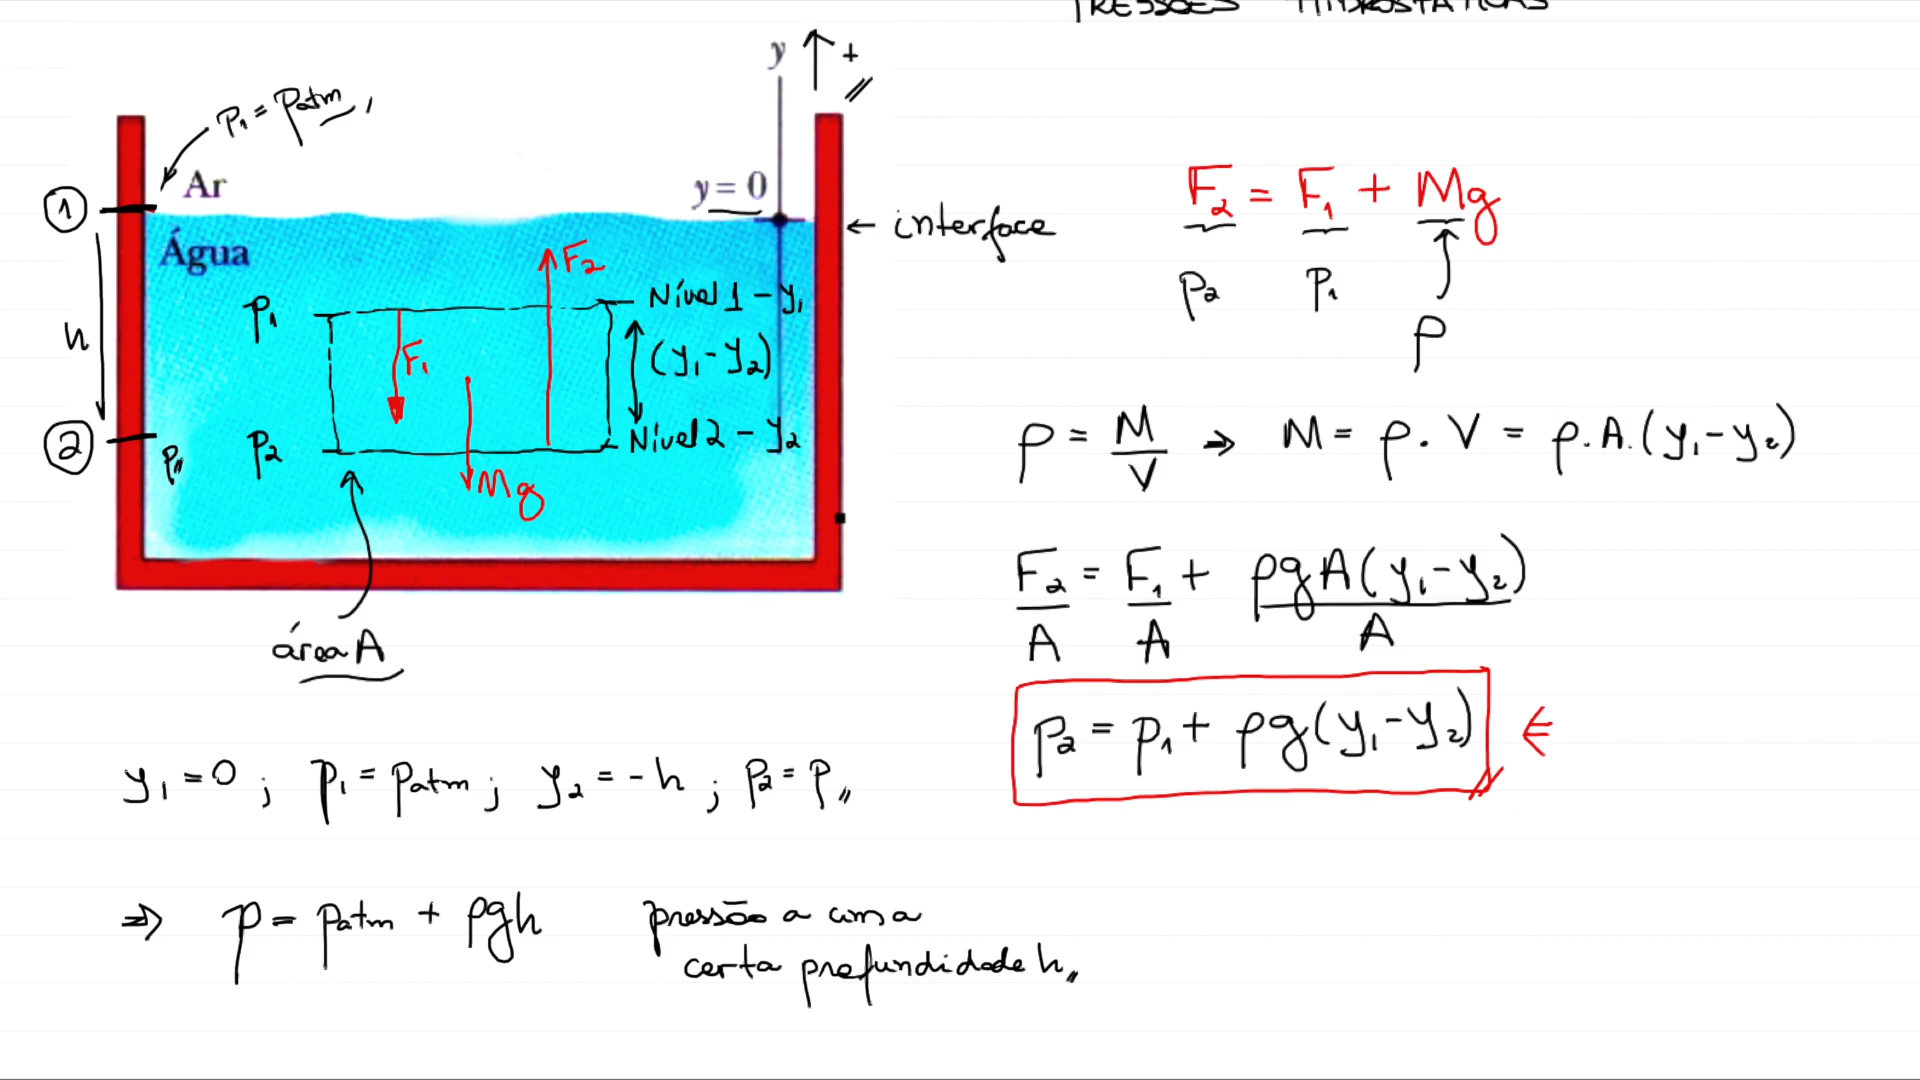 PRESSÕES HIDROSTÁTICAS
y +
p₁ = patm
Ar
y = 0
① 
← interface
Água
F₂
p₁
Nível 1 - y₁
h
F₁
(y₁-y₂)
②
p
p₂
Nível 2 - y₂
Mg
área A
F₂ = F₁ + Mg
p₂ p₁
ρ
ρ = M/V ⇒ M = ρ.V = ρ.A.(y₁-y₂)
F₂/A = F₁/A + ρgA(y₁-y₂)/A
p₂ = p₁ + ρg(y₁-y₂) ⇐
y₁ = 0 ; p₁ = patm ; y₂ = -h ; p₂ = p
⇒ p = patm + ρgh
pressão a uma
certa profundidade h